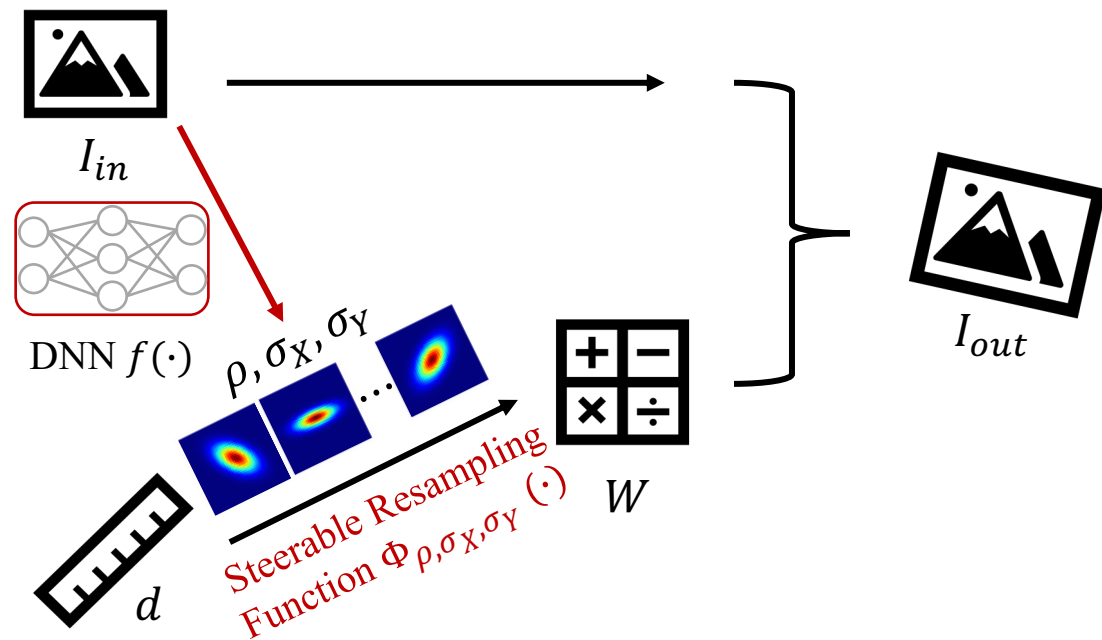 I_in
DNN f(·)
ρ, σ_X, σ_Y
...
+ −
× ÷
Steerable Resampling
Function Φ_ρ,σ_X,σ_Y (·)
d
W
I_out